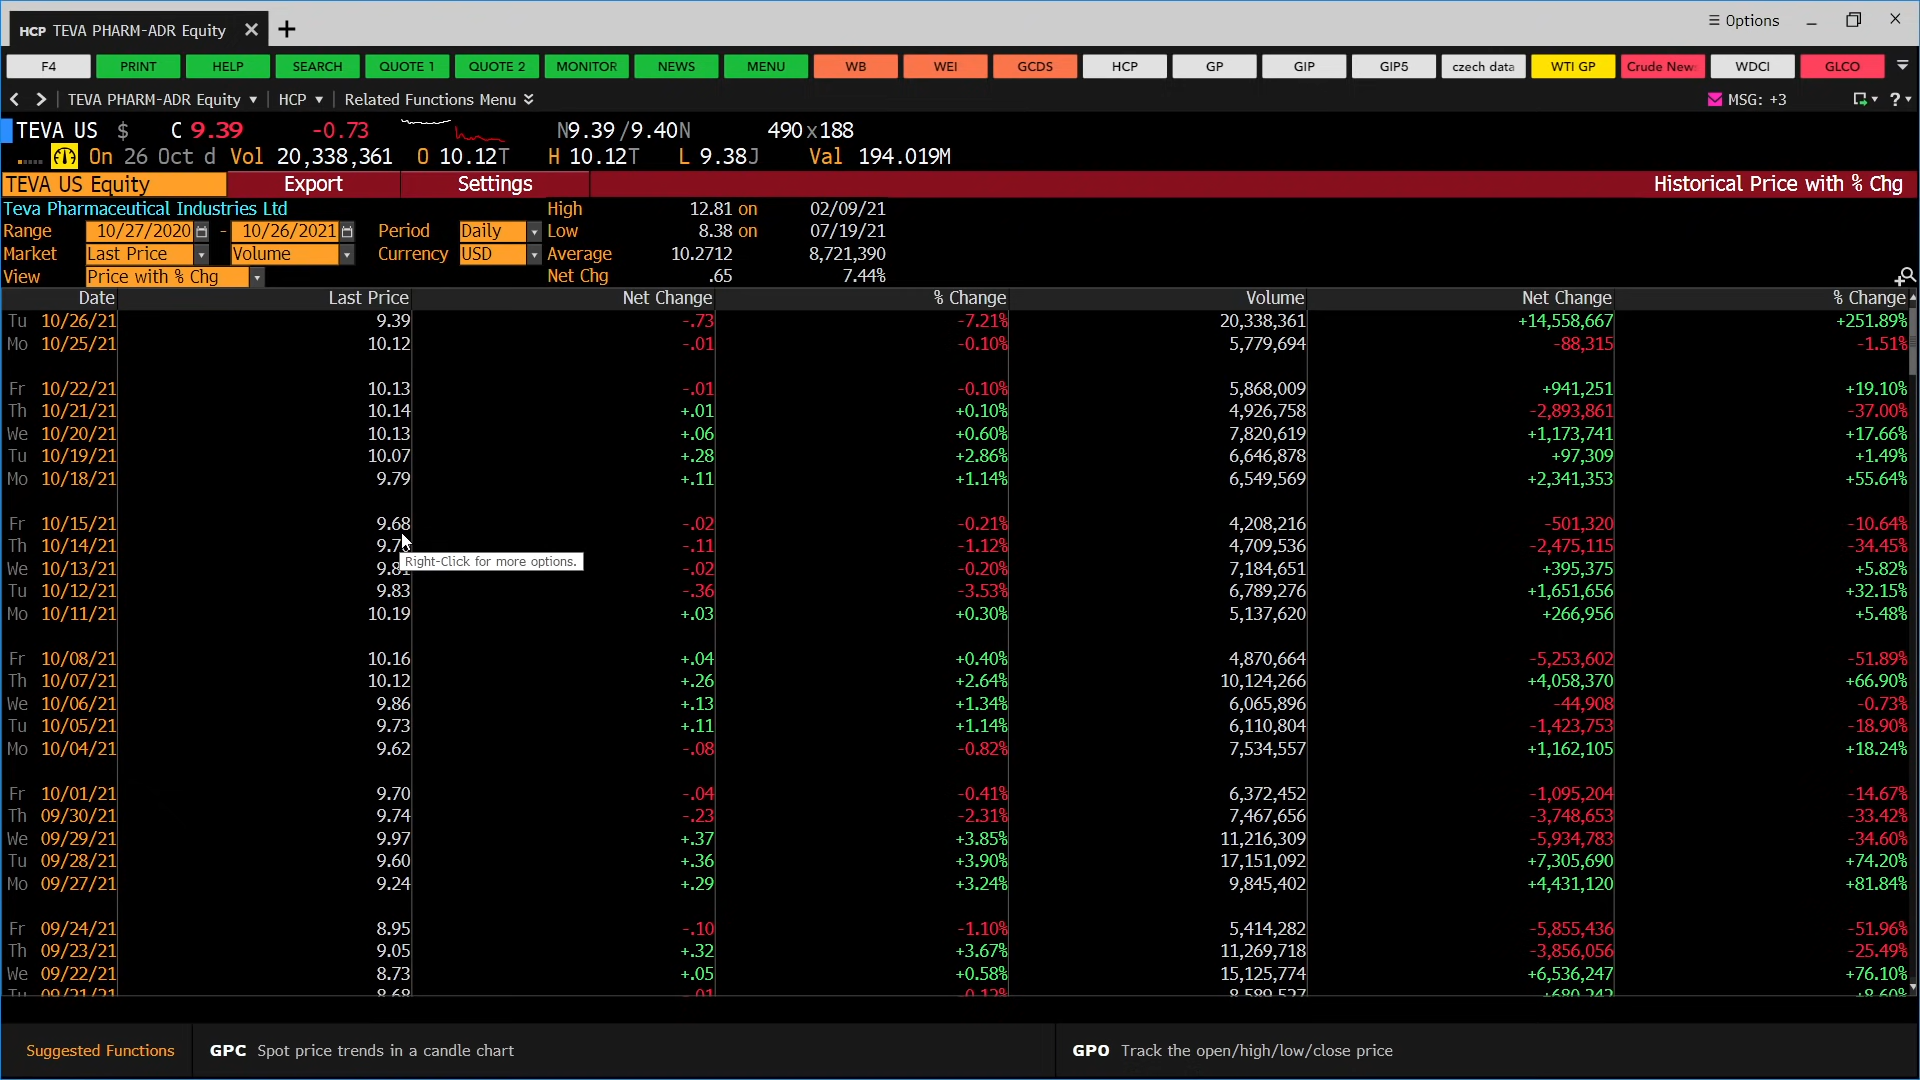 HCP TEVA PHARM-ADR Equity
Options
F4 PRINT HELP SEARCH QUOTE 1 QUOTE 2 MONITOR NEWS MENU WB WEI GCDS HCP GP GIP GIP5 czech data WTI GP Crude New WDCI GLCO
TEVA PHARM-ADR Equity HCP Related Functions Menu MSG: +3 ?
TEVA US $ C 9.39 -0.73 N9.39 /9.40N 490x188
On 26 Oct d Vol 20,338,361 O 10.12T H 10.12T L 9.38J Val 194.019M
TEVA US Equity Export Settings Historical Price with % Chg
Teva Pharmaceutical Industries Ltd High 12.81 on 02/09/21
Range 10/27/2020 - 10/26/2021 Period Daily Low 8.38 on 07/19/21
Market Last Price Volume Currency USD Average 10.2712 8,721,390
View Price with % Chg Net Chg .65 7.44%
Date Last Price Net Change % Change Volume Net Change % Change
Tu 10/26/21 9.39 -.73 -7.21% 20,338,361 +14,558,667 +251.89%
Mo 10/25/21 10.12 -.01 -0.10% 5,779,694 -88,315 -1.51%
Fr 10/22/21 10.13 -.01 -0.10% 5,868,009 +941,251 +19.10%
Th 10/21/21 10.14 +.01 +0.10% 4,926,758 -2,893,861 -37.00%
We 10/20/21 10.13 +.06 +0.60% 7,820,619 +1,173,741 +17.66%
Tu 10/19/21 10.07 +.28 +2.86% 6,646,878 +97,309 +1.49%
Mo 10/18/21 9.79 +.11 +1.14% 6,549,569 +2,341,353 +55.64%
Fr 10/15/21 9.68 -.02 -0.21% 4,208,216 -501,320 -10.64%
Th 10/14/21 9.7 -.11 -1.12% 4,709,536 -2,475,115 -34.45%
Right-Click for more options.
We 10/13/21 9.81 -.02 -0.20% 7,184,651 +395,375 +5.82%
Tu 10/12/21 9.83 -.36 -3.53% 6,789,276 +1,651,656 +32.15%
Mo 10/11/21 10.19 +.03 +0.30% 5,137,620 +266,956 +5.48%
Fr 10/08/21 10.16 +.04 +0.40% 4,870,664 -5,253,602 -51.89%
Th 10/07/21 10.12 +.26 +2.64% 10,124,266 +4,058,370 +66.90%
We 10/06/21 9.86 +.13 +1.34% 6,065,896 -44,908 -0.73%
Tu 10/05/21 9.73 +.11 +1.14% 6,110,804 -1,423,753 -18.90%
Mo 10/04/21 9.62 -.08 -0.82% 7,534,557 +1,162,105 +18.24%
Fr 10/01/21 9.70 -.04 -0.41% 6,372,452 -1,095,204 -14.67%
Th 09/30/21 9.74 -.23 -2.31% 7,467,656 -3,748,653 -33.42%
We 09/29/21 9.97 +.37 +3.85% 11,216,309 -5,934,783 -34.60%
Tu 09/28/21 9.60 +.36 +3.90% 17,151,092 +7,305,690 +74.20%
Mo 09/27/21 9.24 +.29 +3.24% 9,845,402 +4,431,120 +81.84%
Fr 09/24/21 8.95 -.10 -1.10% 5,414,282 -5,855,436 -51.96%
Th 09/23/21 9.05 +.32 +3.67% 11,269,718 -3,856,056 -25.49%
We 09/22/21 8.73 +.05 +0.58% 15,125,774 +6,536,247 +76.10%
Tu 09/21/21 8.68 -.01 -0.12% 8,589,527 +680,242 +8.60%
Suggested Functions GPC Spot price trends in a candle chart GPO Track the open/high/low/close price